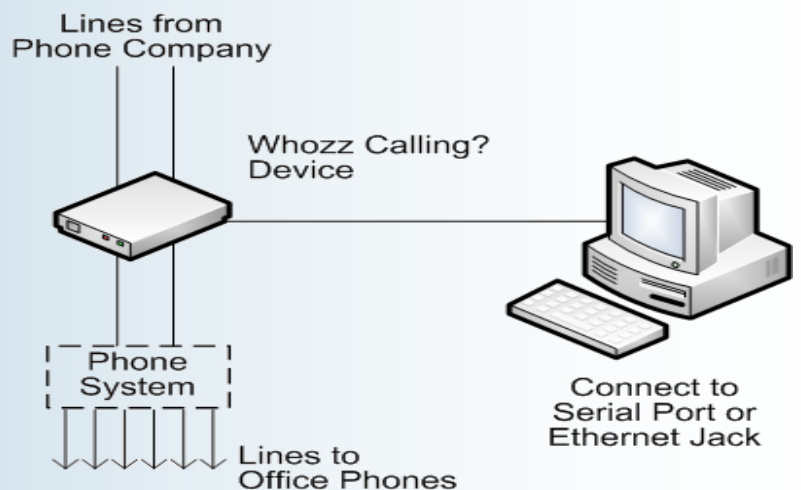 Lines from
Phone Company
Whozz Calling?
Device
Phone
System
Connect to
Serial Port or
Ethernet Jack
Lines to
Office Phones